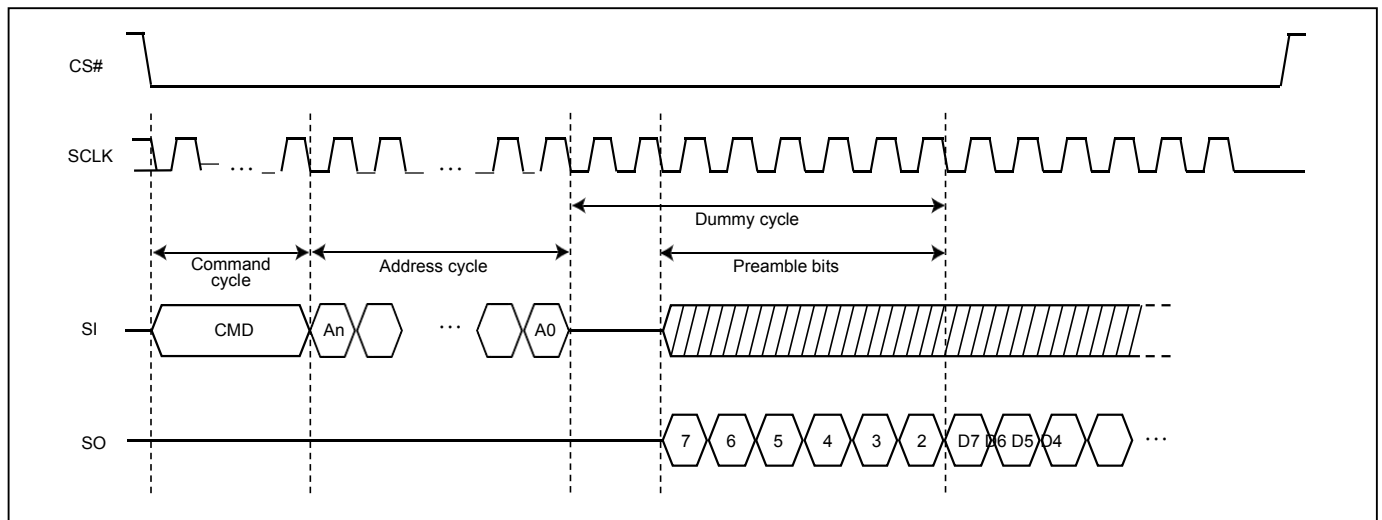 CS#
SCLK
...
...
Dummy cycle
Command
cycle
Address cycle
Preamble bits
SI
CMD
An
...
A0
SO
7 6 5 4 3 2 D7 D6 D5 D4 ...